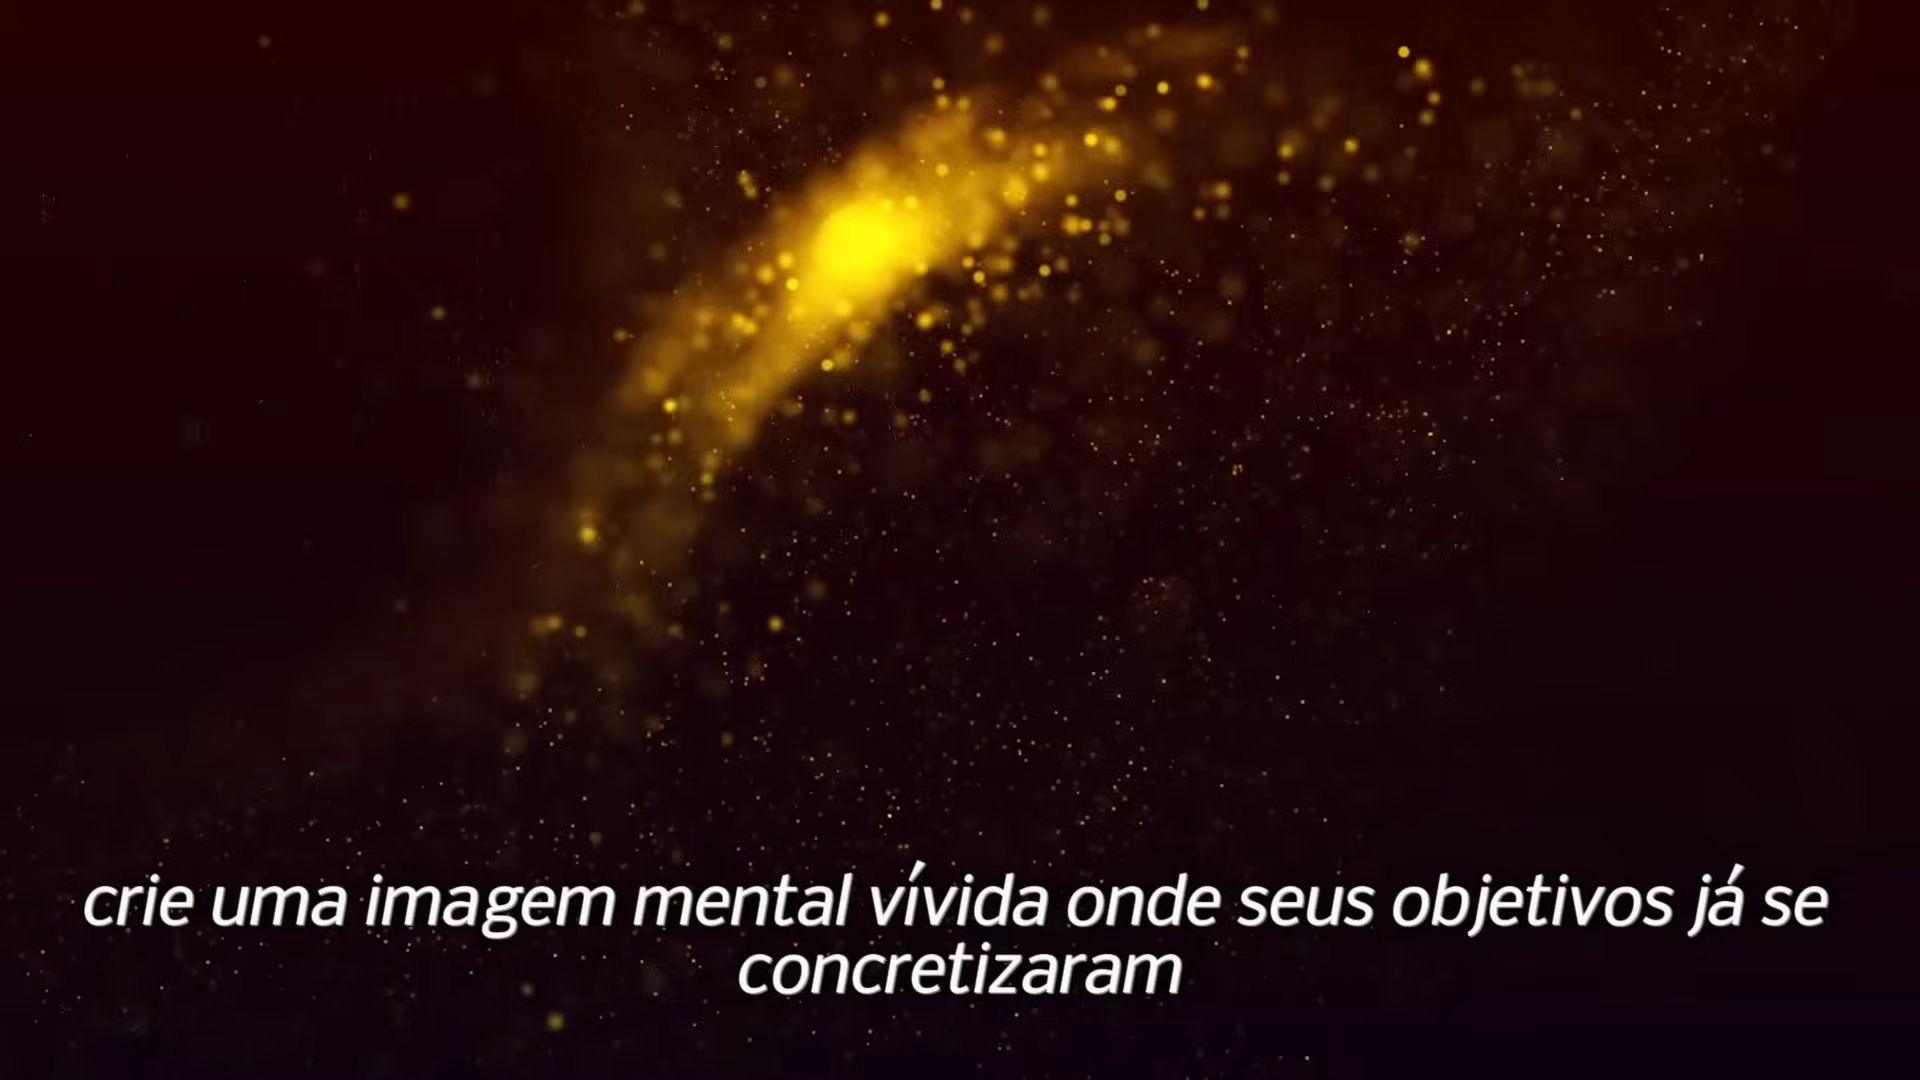 crie uma imagem mental vívida onde seus objetivos já se
concretizaram